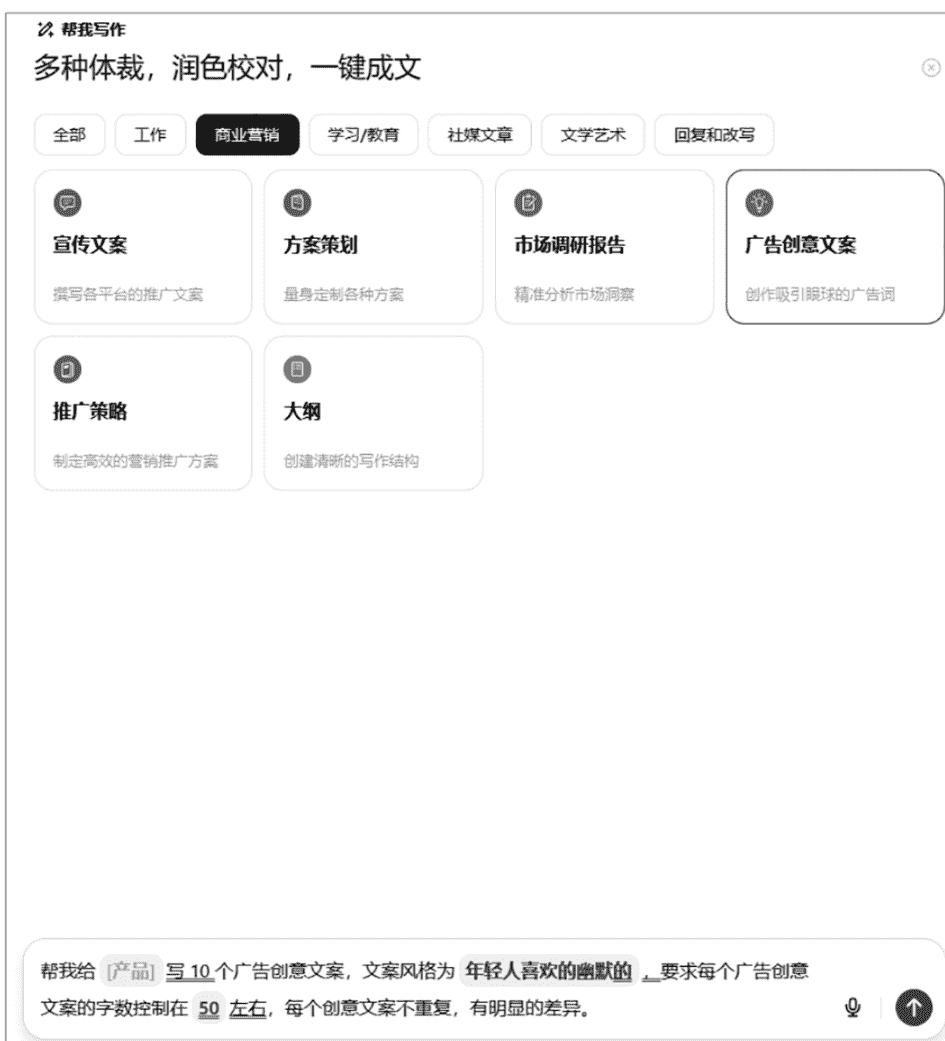 帮我写作
多种体裁，润色校对，一键成文
全部 工作 商业营销 学习/教育 社媒文章 文学艺术 回复和改写
宣传文案 方案策划 市场调研报告 广告创意文案
撰写各平台的推广文案 量身定制各种方案 精准分析市场洞察 创作吸引眼球的广告词
推广策略 大纲
制定高效的营销推广方案 创建清晰的写作结构
帮我给 [产品] 写 10 个广告创意文案，文案风格为 年轻人喜欢的幽默的 ，要求每个广告创意
文案的字数控制在 50 左右，每个创意文案不重复，有明显的差异。